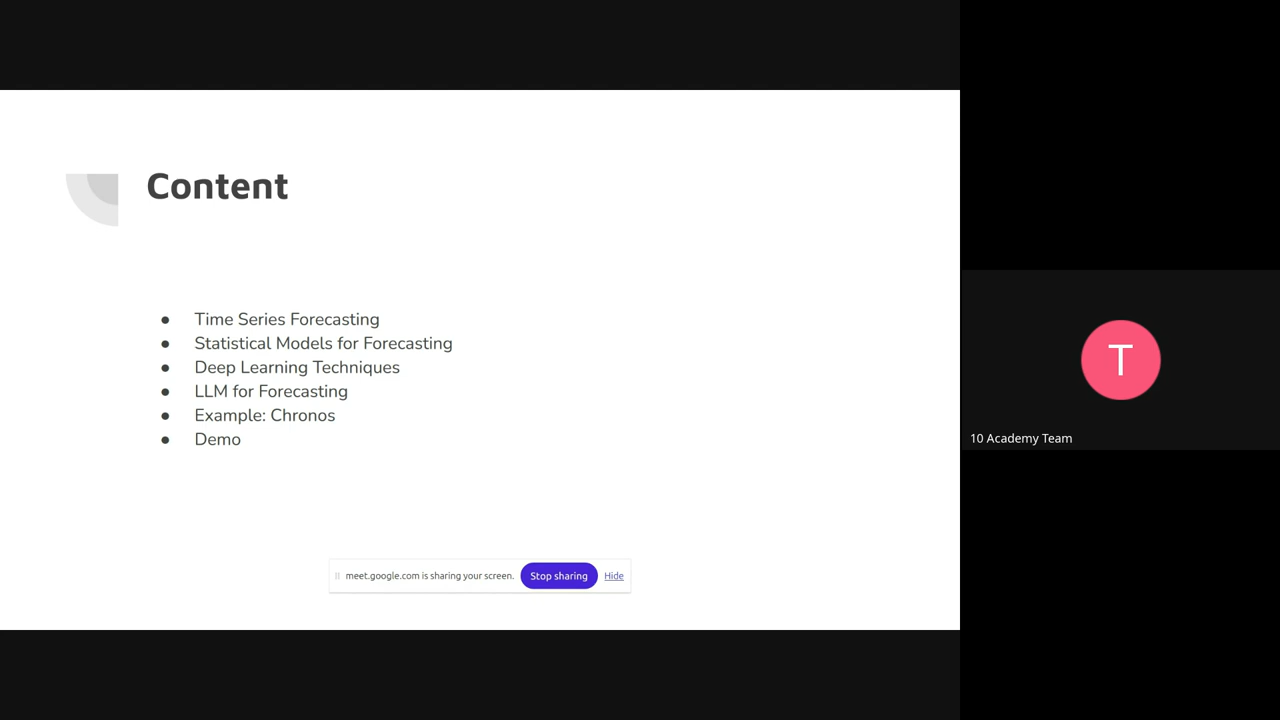 Content
● Time Series Forecasting
● Statistical Models for Forecasting
● Deep Learning Techniques
● LLM for Forecasting
● Example: Chronos
● Demo
meet.google.com is sharing your screen. Stop sharing Hide
T
10 Academy Team